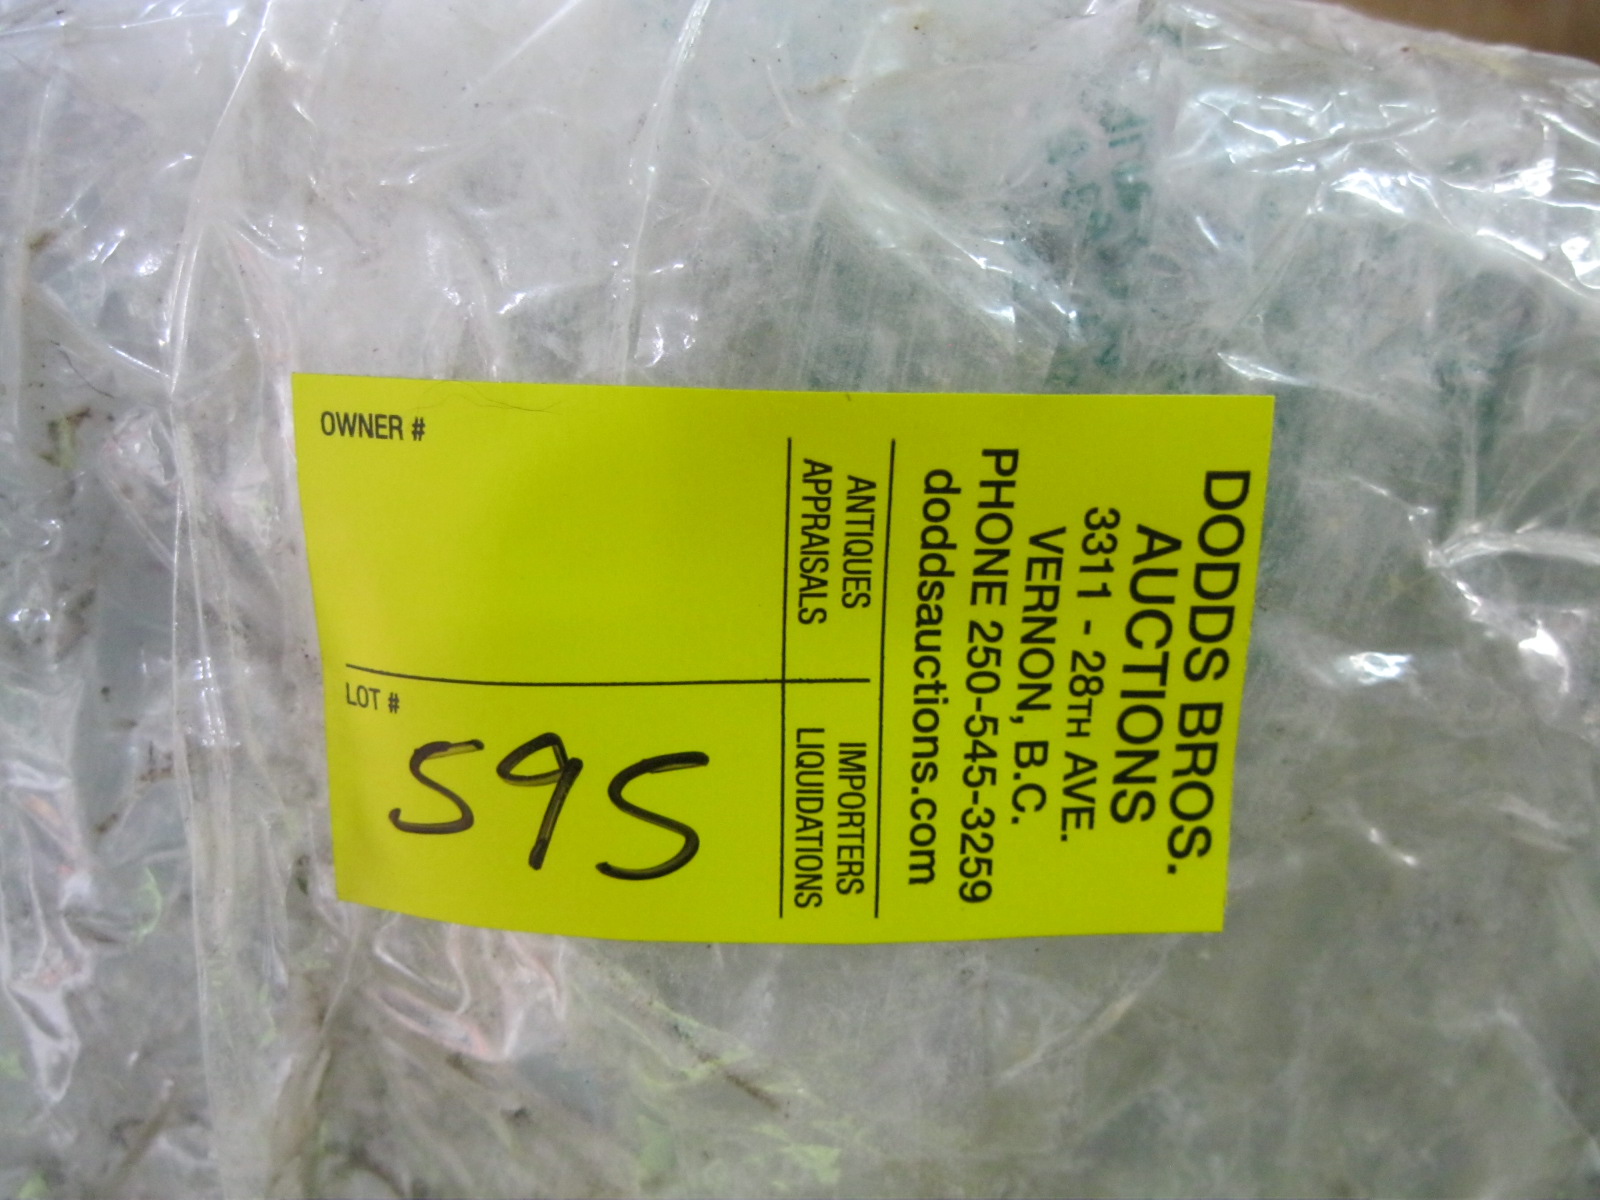 DODDS BROS.
AUCTIONS
3311 - 28TH AVE.
VERNON, B.C.
PHONE 250-545-3259
doddsauctions.com
ANTIQUES
APPRAISALS
IMPORTERS
LIQUIDATIONS
OWNER #
LOT #
595